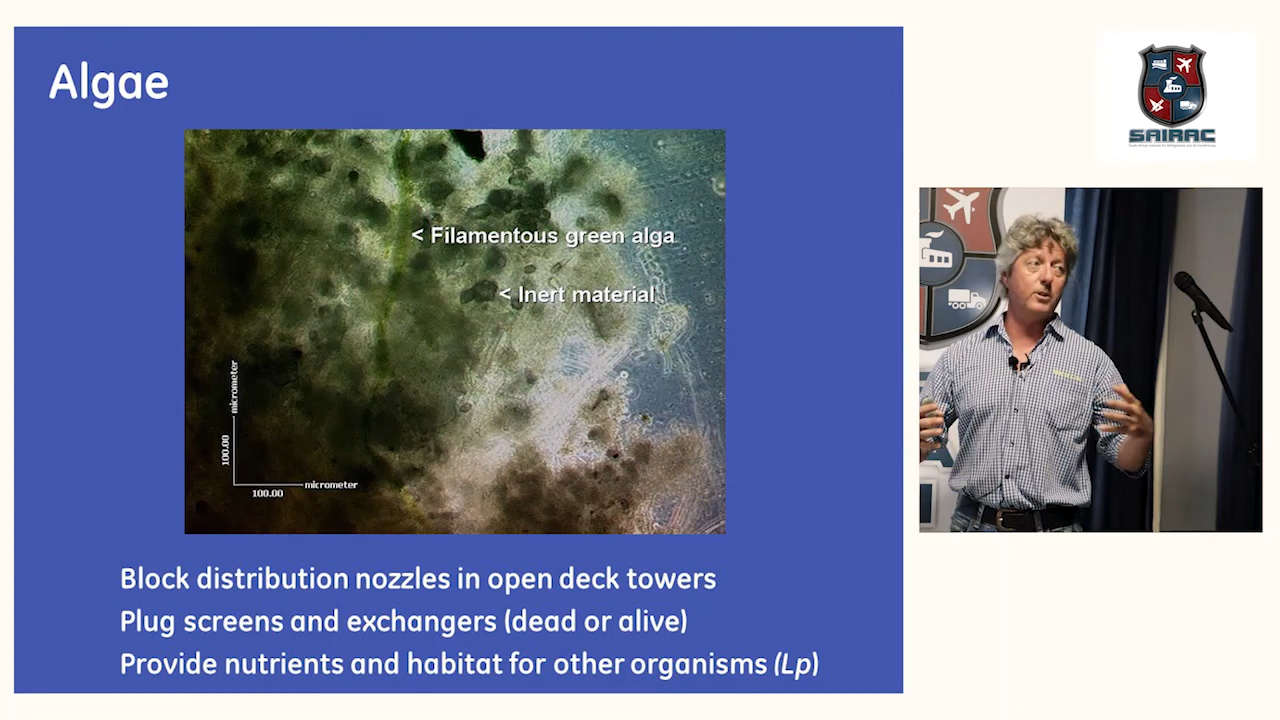 Algae
< Filamentous green alga
< Inert material
100.00
micrometer
100.00
micrometer
Block distribution nozzles in open deck towers
Plug screens and exchangers (dead or alive)
Provide nutrients and habitat for other organisms (Lp)
SAIRAC